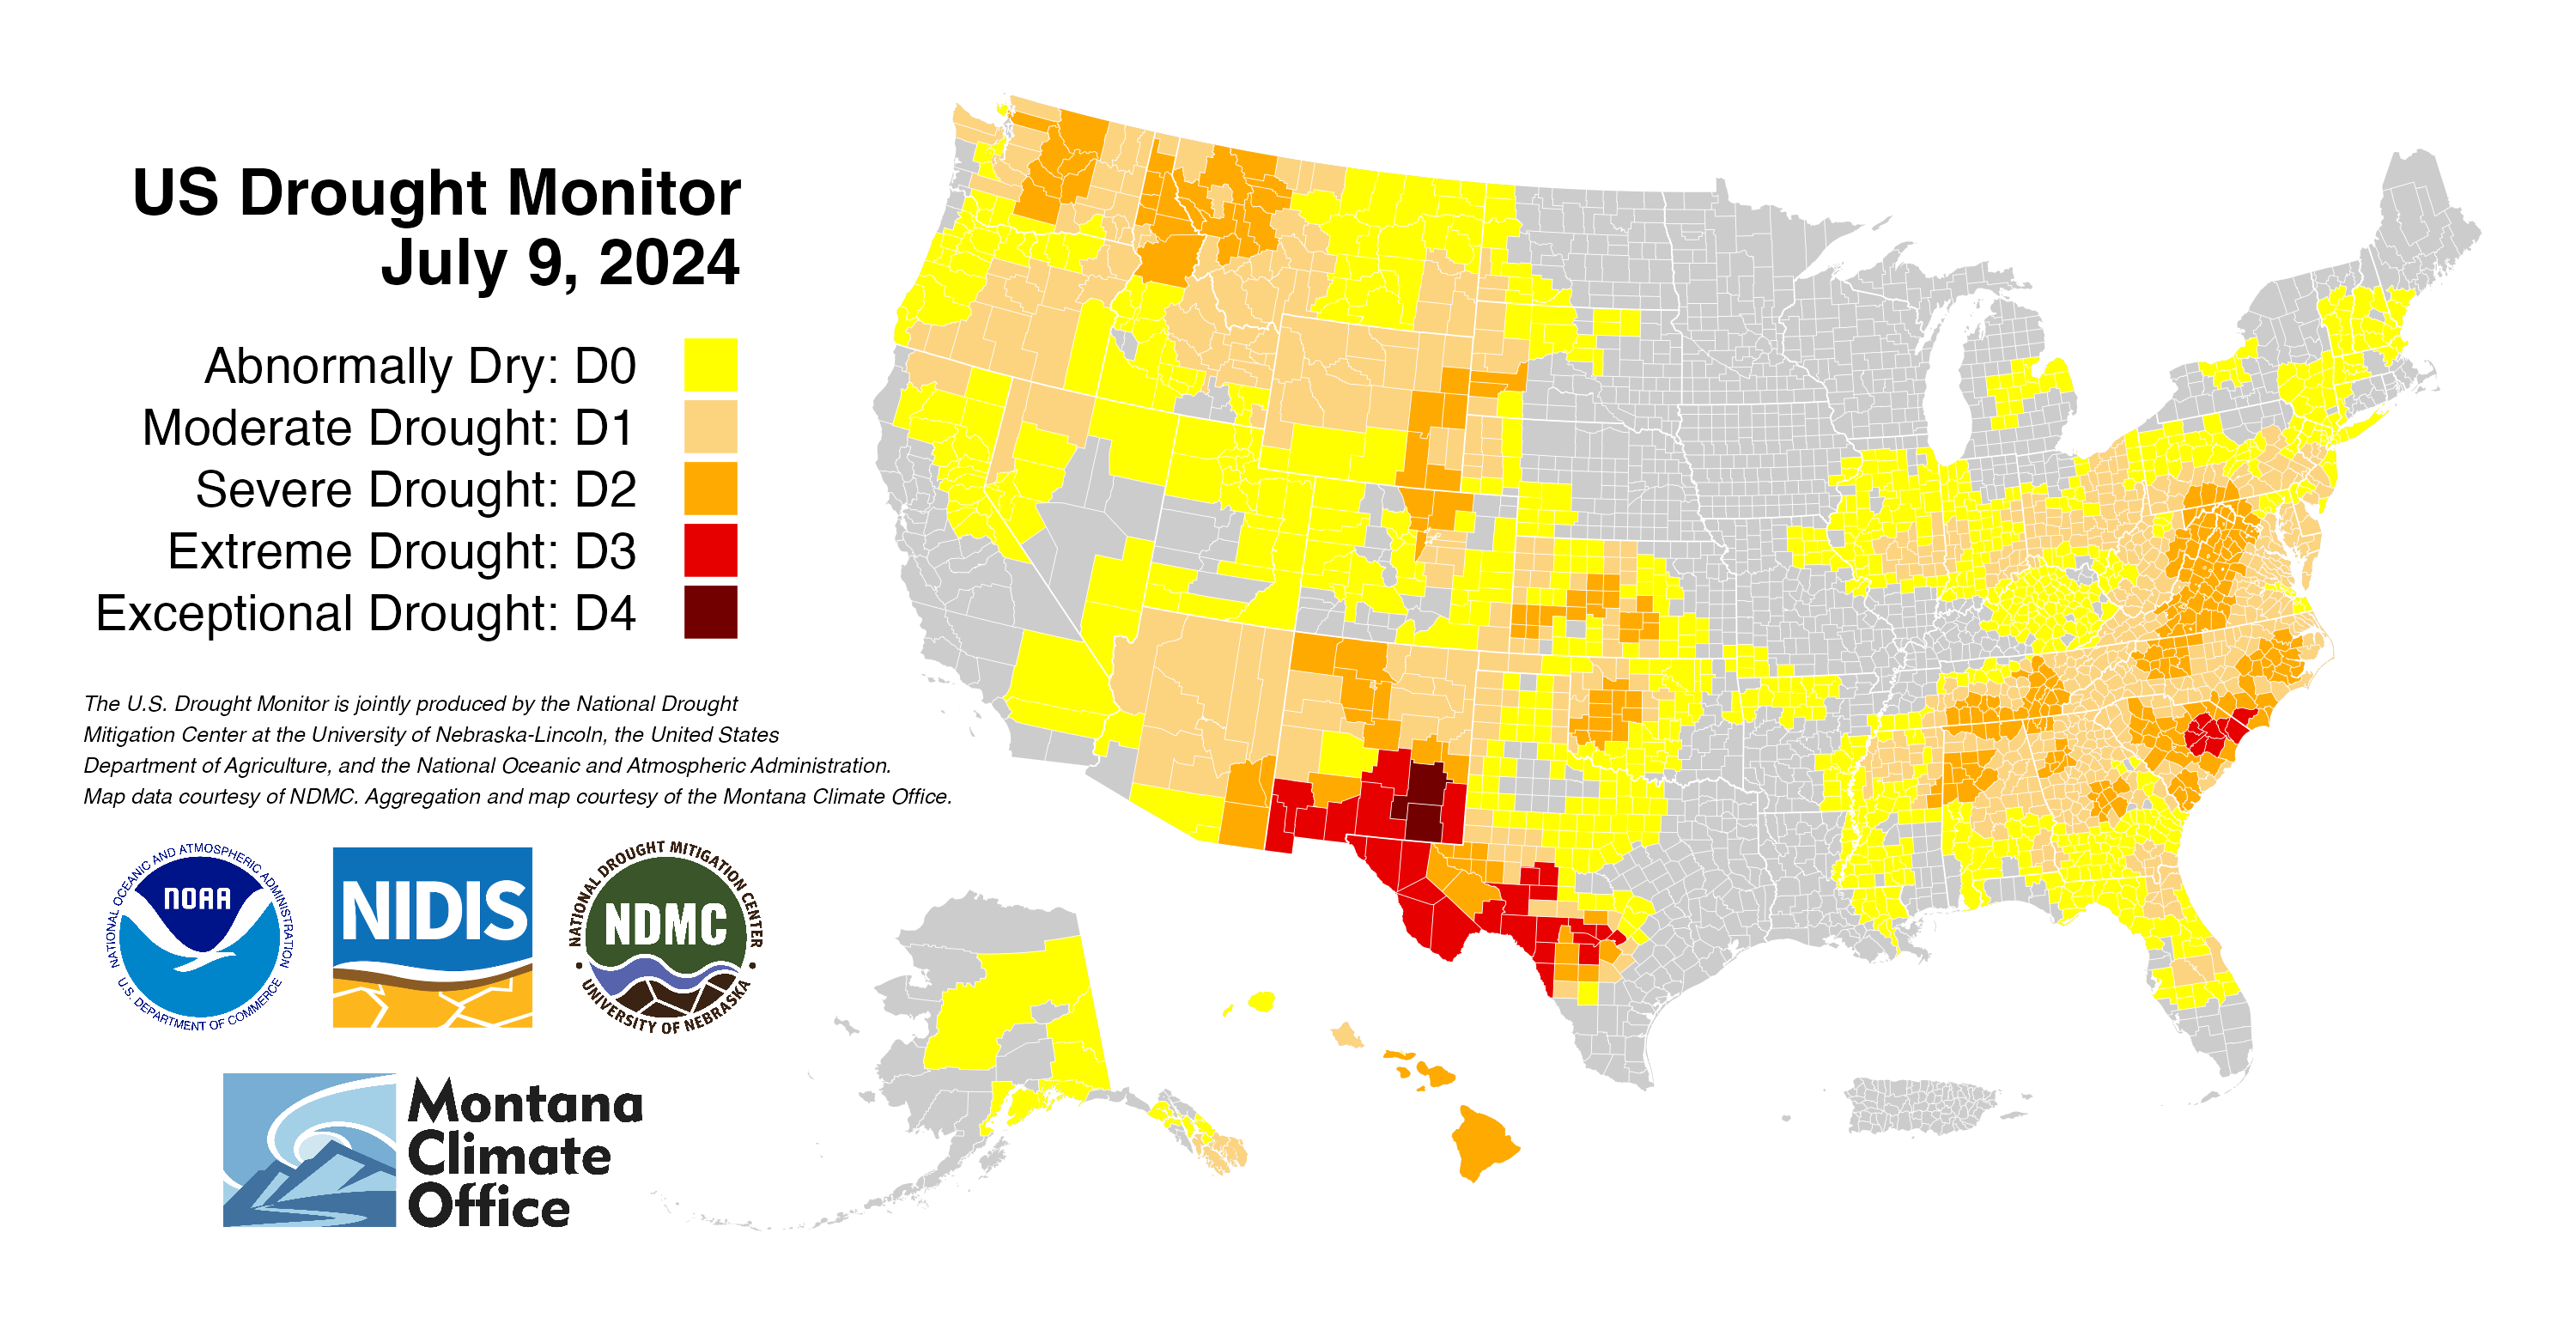 US Drought Monitor
July 9, 2024
Abnormally Dry: D0
Moderate Drought: D1
Severe Drought: D2
Extreme Drought: D3
Exceptional Drought: D4
The U.S. Drought Monitor is jointly produced by the National Drought
Mitigation Center at the University of Nebraska-Lincoln, the United States
Department of Agriculture, and the National Oceanic and Atmospheric Administration.
Map data courtesy of NDMC. Aggregation and map courtesy of the Montana Climate Office.
NATIONAL OCEANIC AND ATMOSPHERIC ADMINISTRATION
NOAA
U.S. DEPARTMENT OF COMMERCE
NIDIS
NATIONAL DROUGHT MITIGATION CENTER
NDMC
UNIVERSITY OF NEBRASKA
Montana
Climate
Office